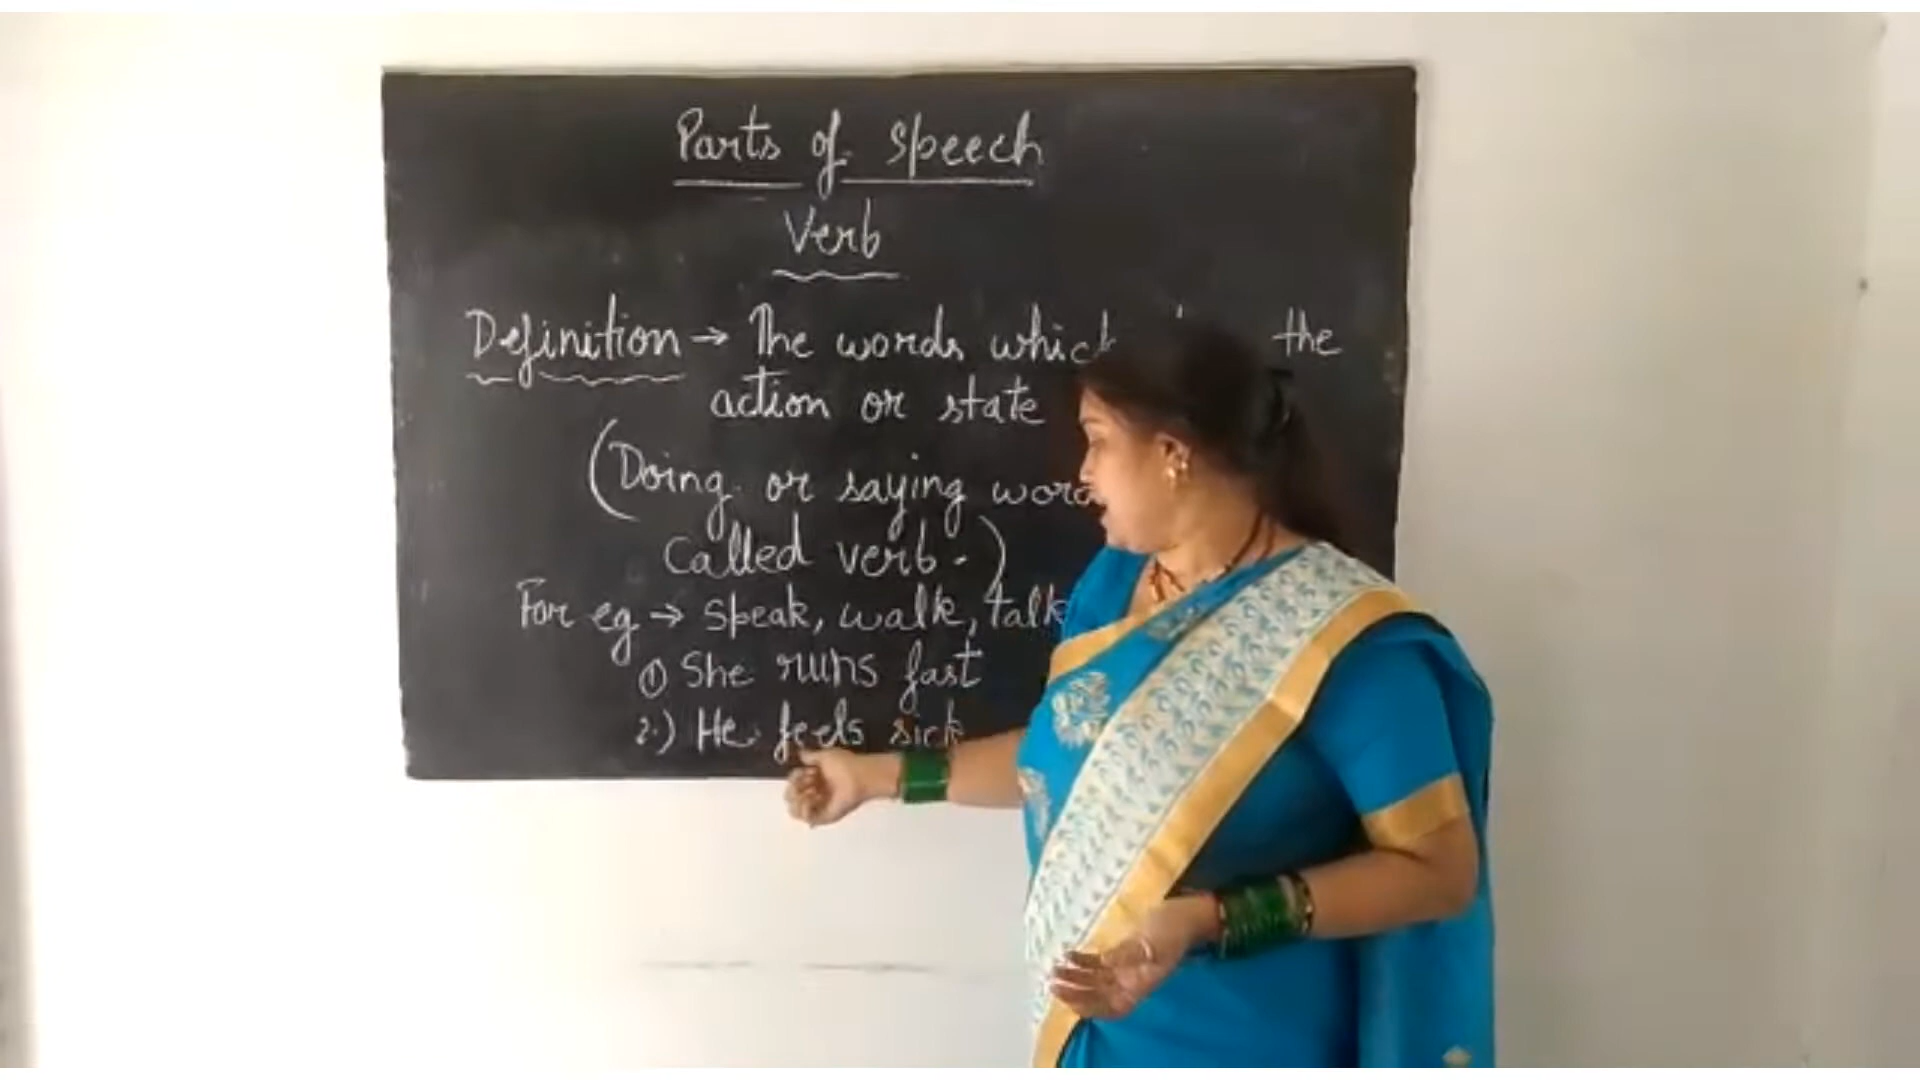 Parts of speech
Verb
Definition → The words which the
action or state
(Doing or saying
called verb.)
For eg → speak, walk, talk
① She runs fast
2.) He feels sick